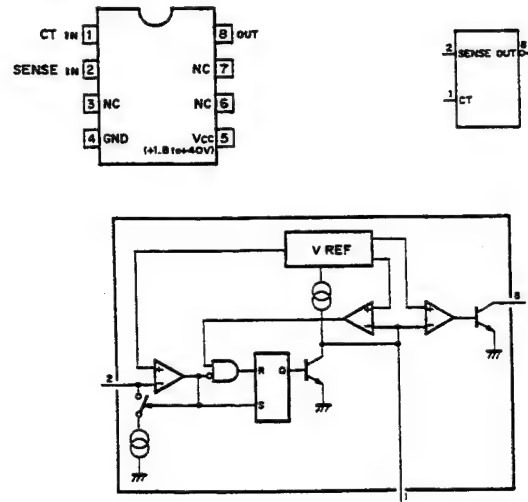 CT IN 1
8 OUT
SENSE IN 2
NC 7
3 NC
NC 6
4 GND
Vcc 5
(+1.8 to +40V)
2 SENSE OUT 8
1 CT
V REF
8
2
R Q
S
1